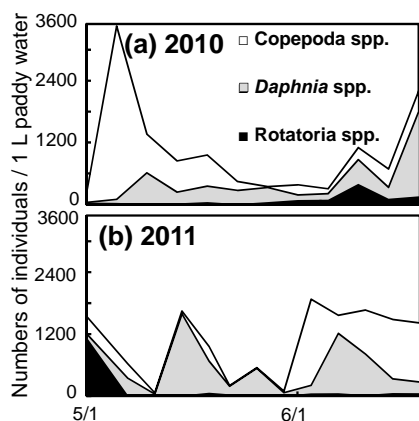 Numbers of individuals / 1 L paddy water
3600
2400
1200
0
(a) 2010
Copepoda spp.
Daphnia spp.
Rotatoria spp.
3600
2400
1200
0
(b) 2011
5/1
6/1